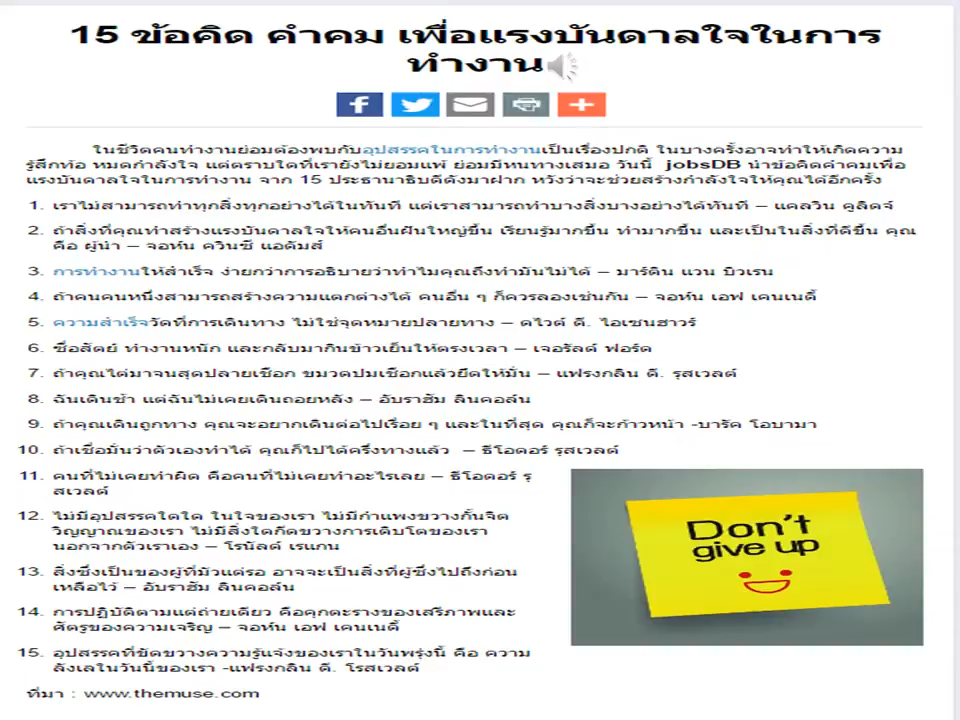 15 ข้อคิด คำคม เพื่อแรงบันดาลใจในการ
ทำงาน
ในชีวิตคนทำงานย่อมต้องพบกับอุปสรรคในการทำงานเป็นเรื่องปกติ ในบางครั้งอาจทำให้เกิดความ
รู้สึกท้อ หมดกำลังใจ แต่ตราบใดที่เรายังไม่ยอมแพ้ ย่อมมีหนทางเสมอ วันนี้ jobsDB นำข้อคิดคำคมเพื่อ
แรงบันดาลใจในการทำงาน จาก 15 ประธานาธิบดีดังมาฝาก หวังว่าจะช่วยสร้างกำลังใจให้คุณได้อีกครั้ง
1. เราไม่สามารถทำทุกสิ่งทุกอย่างได้ในทันที แต่เราสามารถทำบางสิ่งบางอย่างได้ทันที – แคลวิน คูลิดจ์
2. ถ้าสิ่งที่คุณทำสร้างแรงบันดาลใจให้คนอื่นฝันใหญ่ขึ้น เรียนรู้มากขึ้น ทำมากขึ้น และเป็นในสิ่งที่ดีขึ้น คุณ
คือ ผู้นำ – จอห์น ควินซี แอดัมส์
3. การทำงานให้สำเร็จ ง่ายกว่าการอธิบายว่าทำไมคุณถึงทำมันไม่ได้ – มาร์ติน แวน บิวเรน
4. ถ้าคนคนหนึ่งสามารถสร้างความแตกต่างได้ คนอื่น ๆ ก็ควรลองเช่นกัน – จอห์น เอฟ เคนเนดี้
5. ความสำเร็จวัดที่การเดินทาง ไม่ใช่จุดหมายปลายทาง – ดไวต์ ดี. ไอเซนฮาวร์
6. ซื่อสัตย์ ทำงานหนัก และกลับมากินข้าวเย็นให้ตรงเวลา – เจอรัลด์ ฟอร์ด
7. ถ้าคุณไต่มาจนสุดปลายเชือก ขมวดปมเชือกแล้วยึดให้มั่น – แฟรงกลิน ดี. รูสเวลต์
8. ฉันเดินช้า แต่ฉันไม่เคยเดินถอยหลัง – อับราฮัม ลินคอล์น
9. ถ้าคุณเดินถูกทาง คุณจะอยากเดินต่อไปเรื่อย ๆ และในที่สุด คุณก็จะก้าวหน้า -บารัค โอบามา
10. ถ้าเชื่อมั่นว่าตัวเองทำได้ คุณก็ไปได้ครึ่งทางแล้ว – ธีโอดอร์ รูสเวลต์
11. คนที่ไม่เคยทำผิด คือคนที่ไม่เคยทำอะไรเลย – ธีโอดอร์ รู
สเวลต์
12. ไม่มีอุปสรรคใดใด ในใจของเรา ไม่มีกำแพงขวางกั้นจิต
วิญญาณของเรา ไม่มีสิ่งใดกีดขวางการเติบโตของเรา
นอกจากตัวเราเอง – โรนัลด์ เรแกน
13. สิ่งซึ่งเป็นของผู้ที่มัวแต่รอ อาจจะเป็นสิ่งที่ผู้ซึ่งไปถึงก่อน
เหลือไว้ – อับราฮัม ลินคอล์น
14. การปฏิบัติตามแต่ถ่ายเดียว คือคุกตะรางของเสรีภาพและ
ศัตรูของความเจริญ – จอห์น เอฟ เคนเนดี้
15. อุปสรรคที่ขัดขวางความรู้แจ้งของเราในวันพรุ่งนี้ คือ ความ
ลังเลในวันนี้ของเรา -แฟรงกลิน ดี. โรสเวลต์
Don't
give up
ที่มา : www.themuse.com